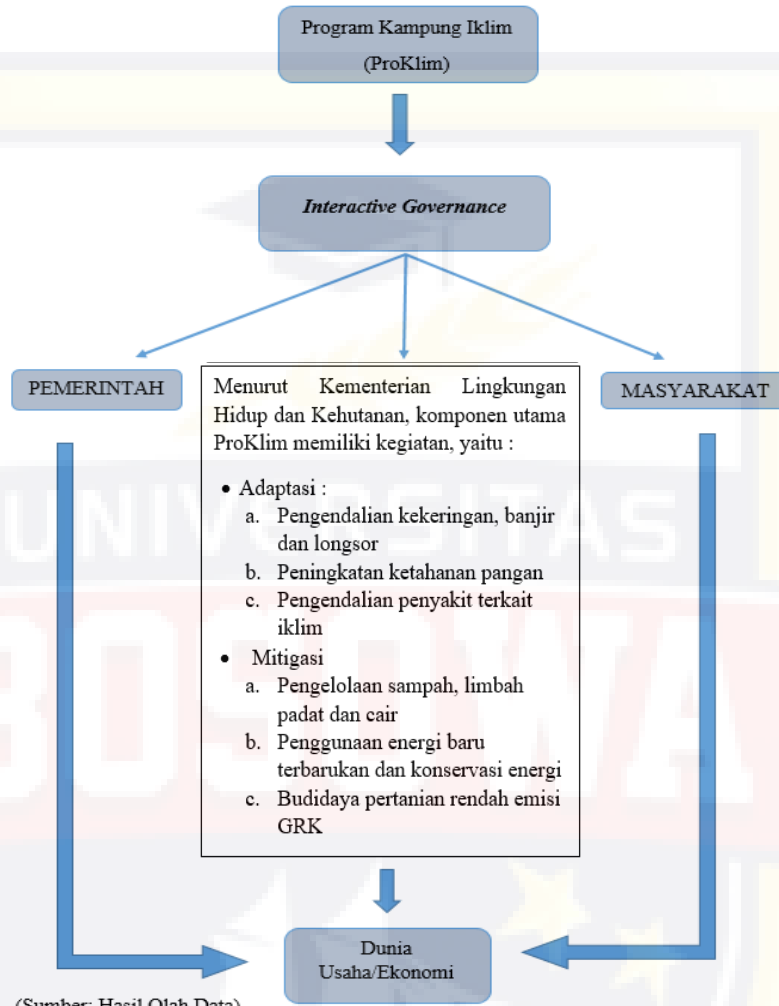 Program Kampung Iklim
(ProKlim)
Interactive Governance
PEMERINTAH
Menurut Kementerian Lingkungan
Hidup dan Kehutanan, komponen utama
ProKlim memiliki kegiatan, yaitu :
• Adaptasi :
a. Pengendalian kekeringan, banjir
dan longsor
b. Peningkatan ketahanan pangan
c. Pengendalian penyakit terkait
iklim
• Mitigasi
a. Pengelolaan sampah, limbah
padat dan cair
b. Penggunaan energi baru
terbarukan dan konservasi energi
c. Budidaya pertanian rendah emisi
GRK
MASYARAKAT
UNIVERSITAS
BOSOWA
Dunia
Usaha/Ekonomi
(Sumber: Hasil Olah Data)